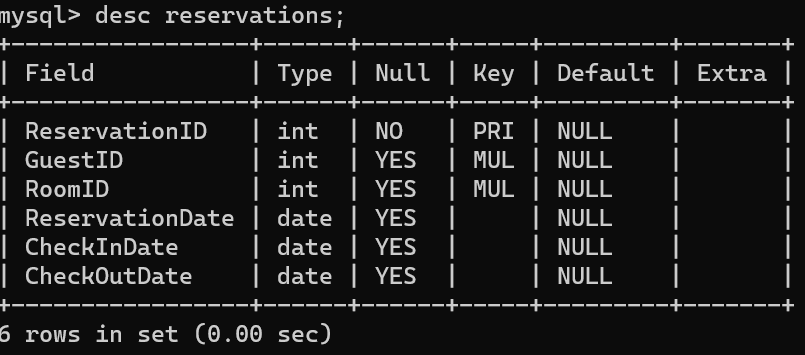 mysql> desc reservations;
+-----------------+------+------+-----+---------+-------+
| Field           | Type | Null | Key | Default | Extra |
+-----------------+------+------+-----+---------+-------+
| ReservationID   | int  | NO   | PRI | NULL    |       |
| GuestID         | int  | YES  | MUL | NULL    |       |
| RoomID          | int  | YES  | MUL | NULL    |       |
| ReservationDate | date | YES  |     | NULL    |       |
| CheckInDate     | date | YES  |     | NULL    |       |
| CheckOutDate    | date | YES  |     | NULL    |       |
+-----------------+------+------+-----+---------+-------+
6 rows in set (0.00 sec)